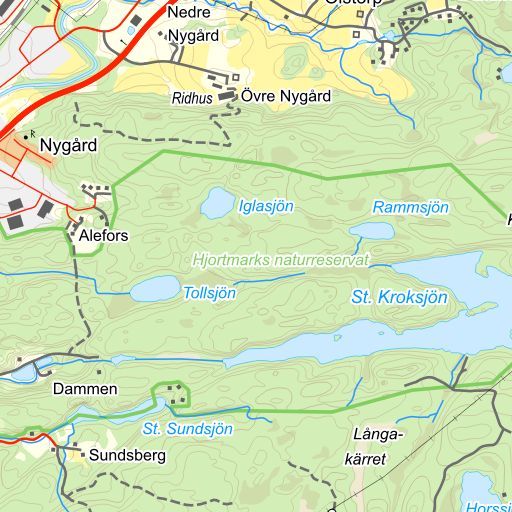 Nedre
Nygård
Ridhus
Övre Nygård
Nygård
Iglasjön
Rammsjön
Alefors
Hjortmarks naturreservat
Tollsjön
St. Kroksjön
Dammen
St. Sundsjön
Långa-
kärret
Sundsberg